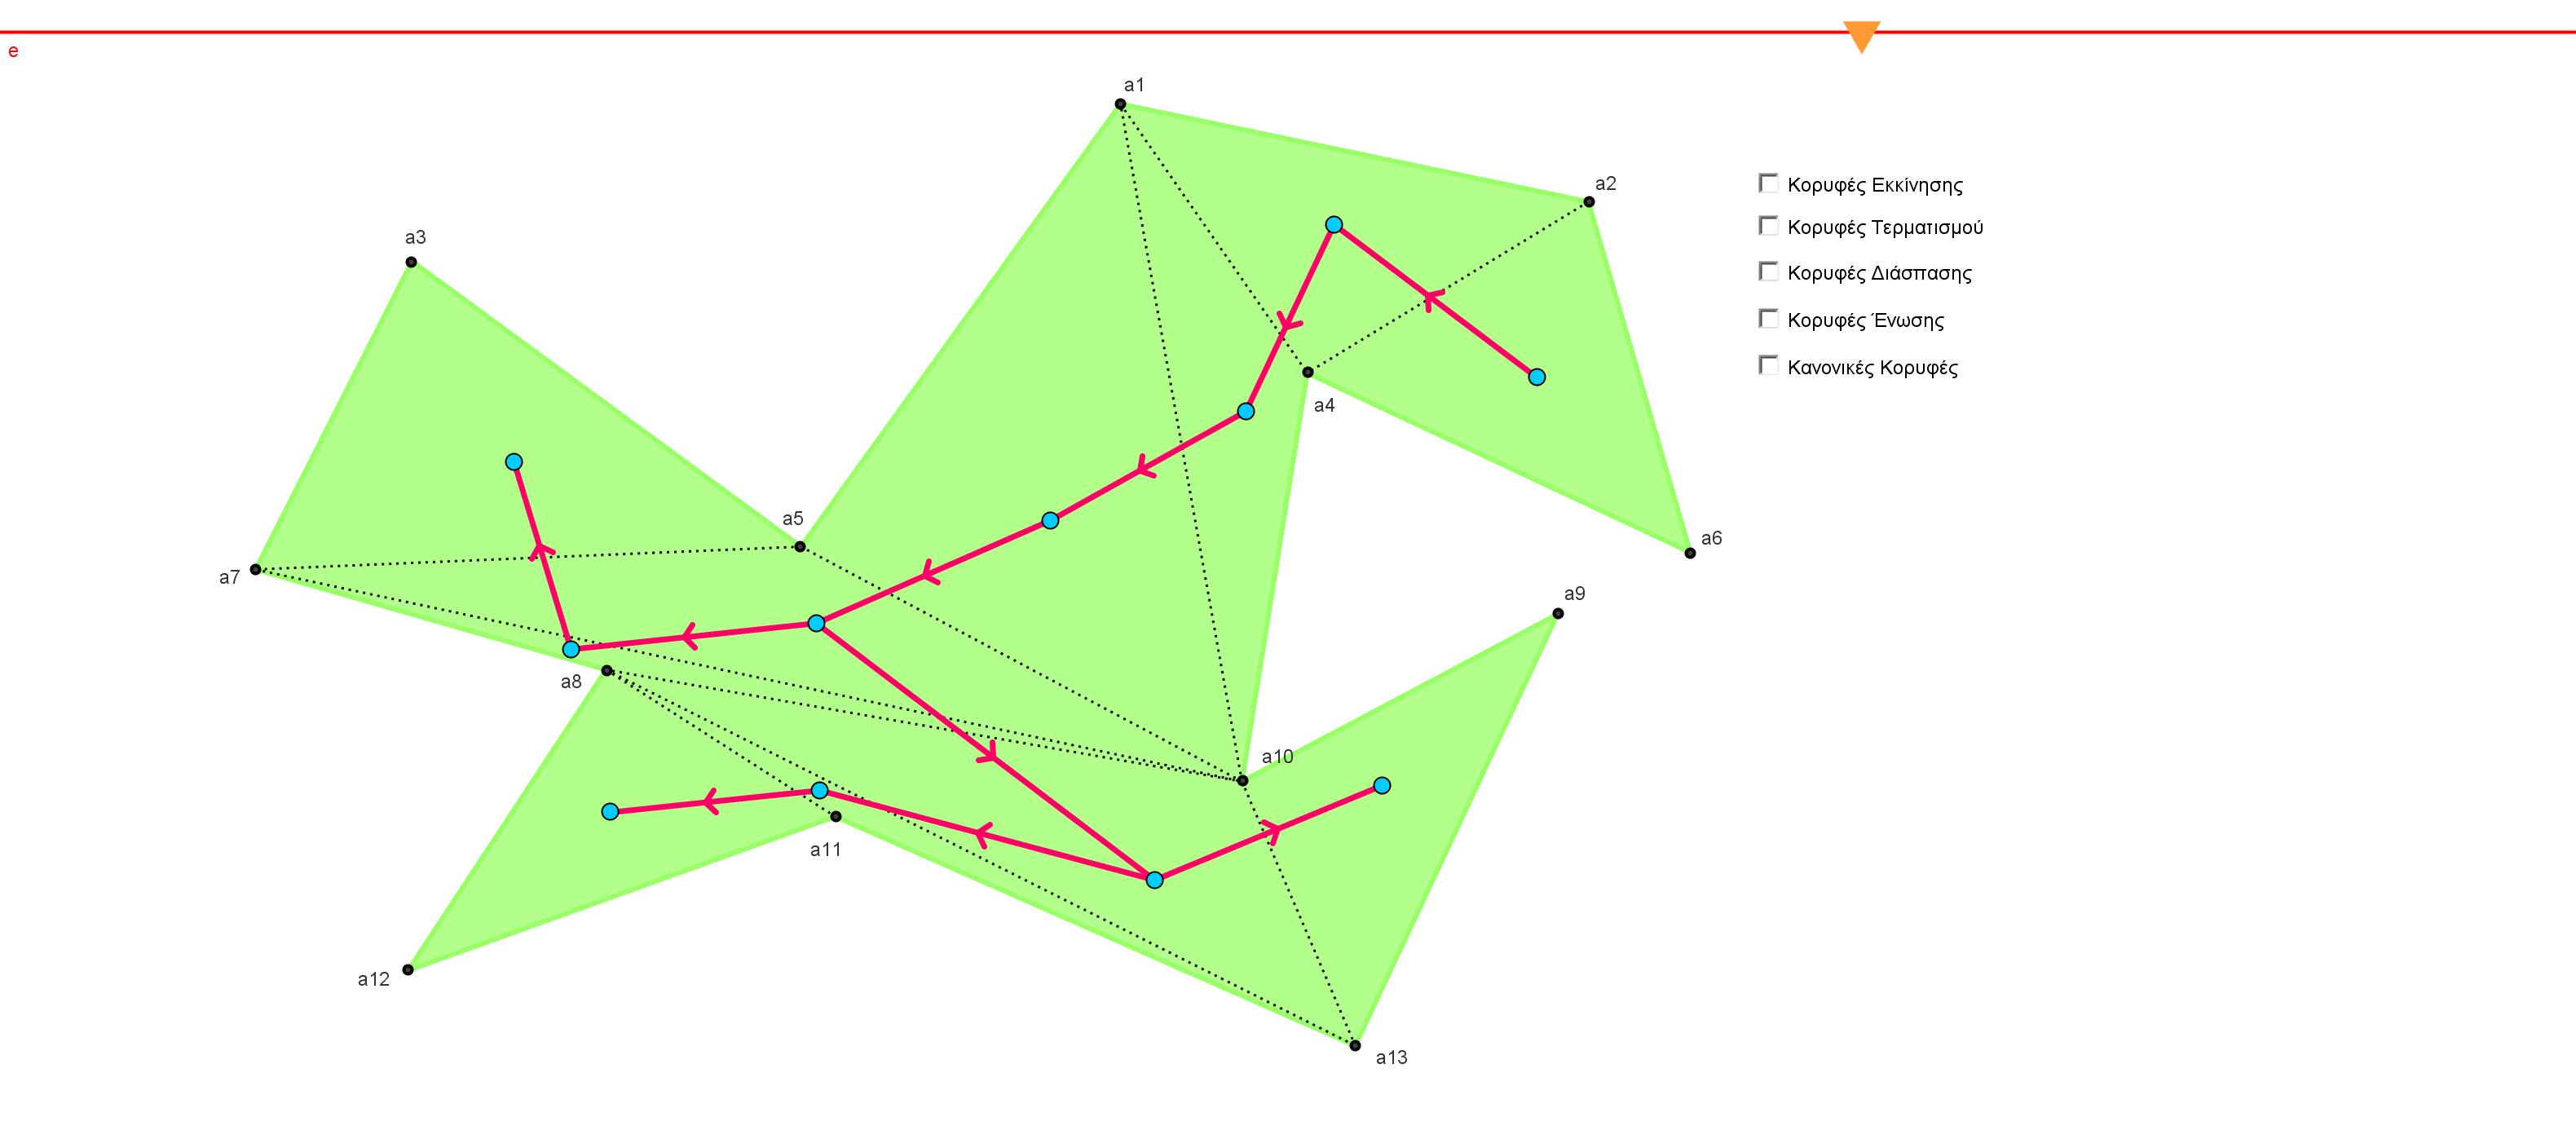 e
a1
a2
a3
a4
a5
a6
a7
a8
a9
a10
a11
a12
a13
Κορυφές Εκκίνησης
Κορυφές Τερματισμού
Κορυφές Διάσπασης
Κορυφές Ένωσης
Κανονικές Κορυφές